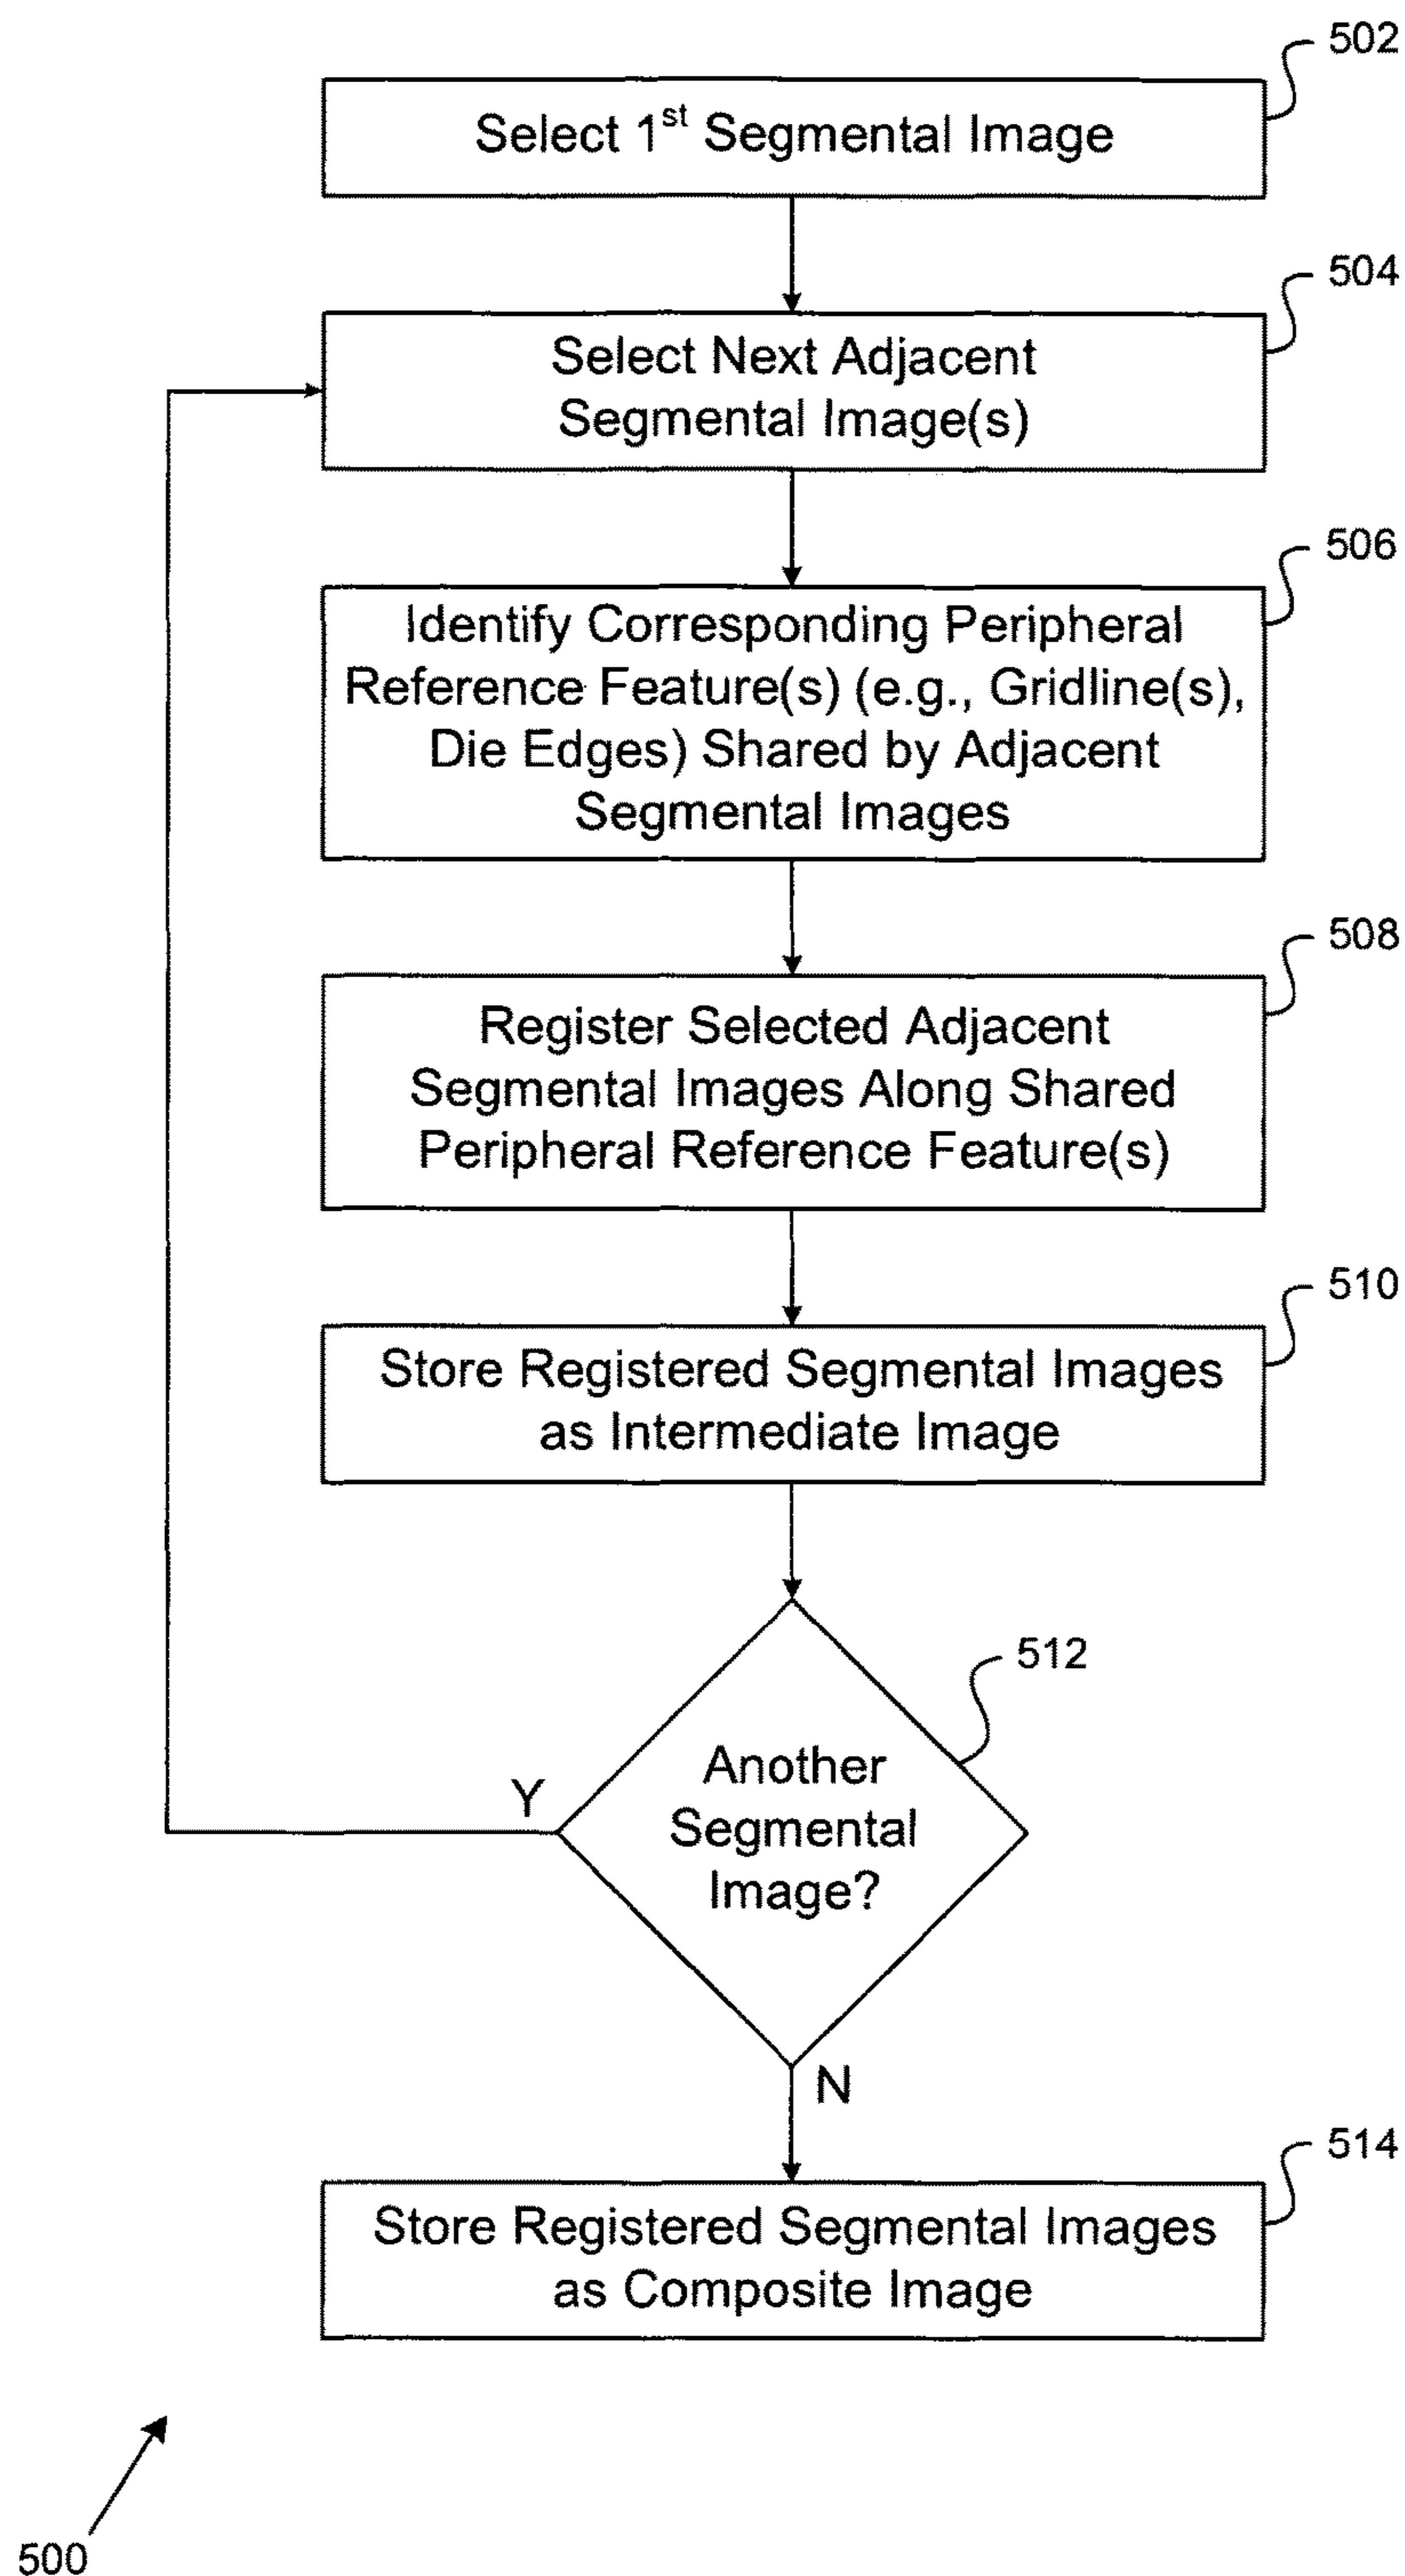 502
Select 1st Segmental Image
504
Select Next Adjacent
Segmental Image(s)
506
Identify Corresponding Peripheral
Reference Feature(s) (e.g., Gridline(s),
Die Edges) Shared by Adjacent
Segmental Images
508
Register Selected Adjacent
Segmental Images Along Shared
Peripheral Reference Feature(s)
510
Store Registered Segmental Images
as Intermediate Image
512
Another
Segmental
Image?
Y
N
514
Store Registered Segmental Images
as Composite Image
500